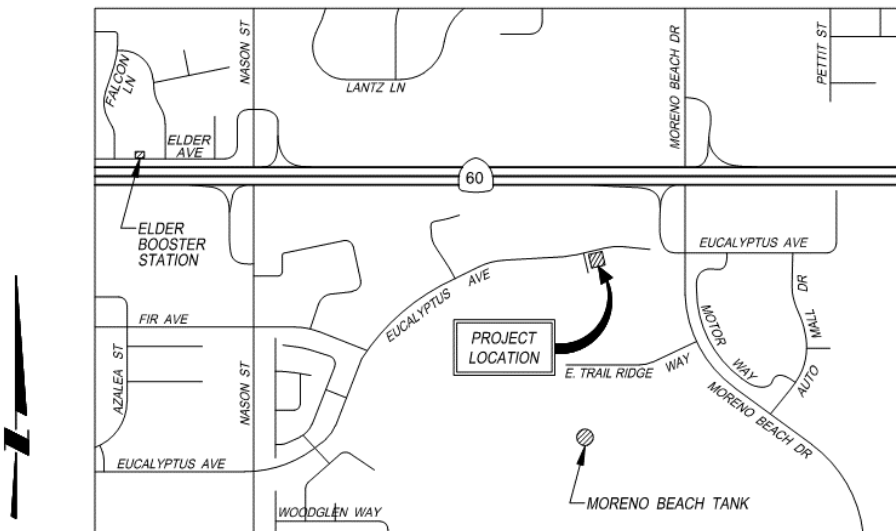 NASON ST
MORENO BEACH DR
PETTIT ST
FALCON
LN
LANTZ LN
ELDER
AVE
60
ELDER
BOOSTER
STATION
EUCALYPTUS AVE
EUCALYPTUS AVE
FIR AVE
PROJECT
LOCATION
MOTOR
WAY
AUTO MALL DR
AZALEA ST
NASON ST
E. TRAIL RIDGE WAY
MORENO BEACH DR
EUCALYPTUS AVE
MORENO BEACH TANK
WOODGLEN WAY